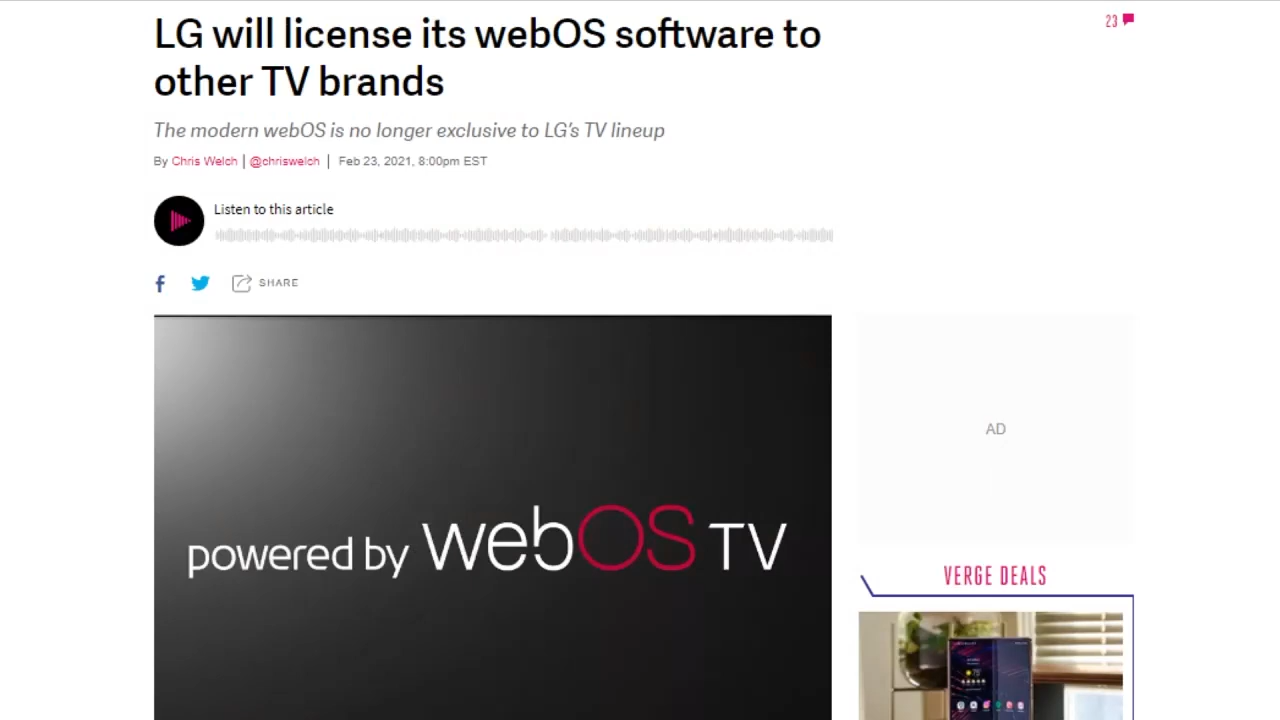 LG will license its webOS software to
other TV brands
23
The modern webOS is no longer exclusive to LG's TV lineup
By Chris Welch | @chriswelch | Feb 23, 2021, 8:00pm EST
Listen to this article
SHARE
powered by webOS TV
AD
VERGE DEALS